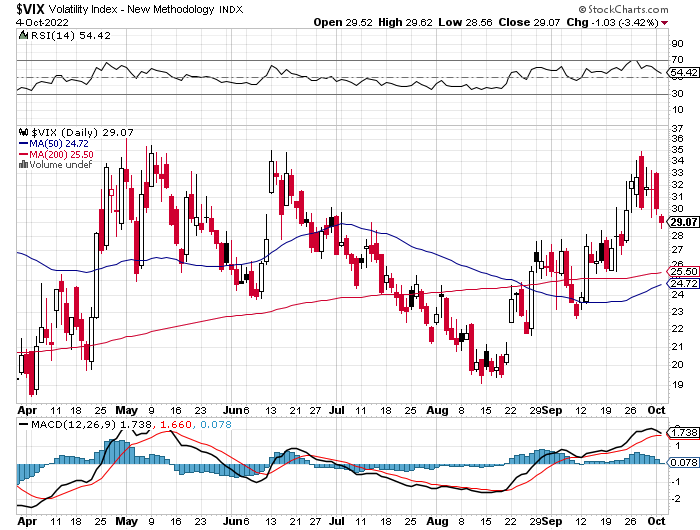 $VIX Volatility Index - New Methodology INDX
© StockCharts.com
4-Oct-2022
Open 29.52 High 29.62 Low 28.56 Close 29.07 Chg -1.03 (-3.42%)
RSI(14) 54.42
90
70
54.42
50
30
10
$VIX (Daily) 29.07
MA(50) 24.72
MA(200) 25.50
Volume undef
37
36
35
34
33
32
31
30
29.07
28
27
26
25.50
24.72
24
23
22
21
20
19
18
Apr 11 18 25 May 9 16 23 Jun 13 21 27 Jul 11 18 25 Aug 8 15 22 29 Sep 12 19 26 Oct
MACD(12,26,9) 1.738, 1.660, 0.078
2
1.738
1
0.078
-1
-2
Apr 11 18 25 May 9 16 23 Jun 13 21 27 Jul 11 18 25 Aug 8 15 22 29 Sep 12 19 26 Oct